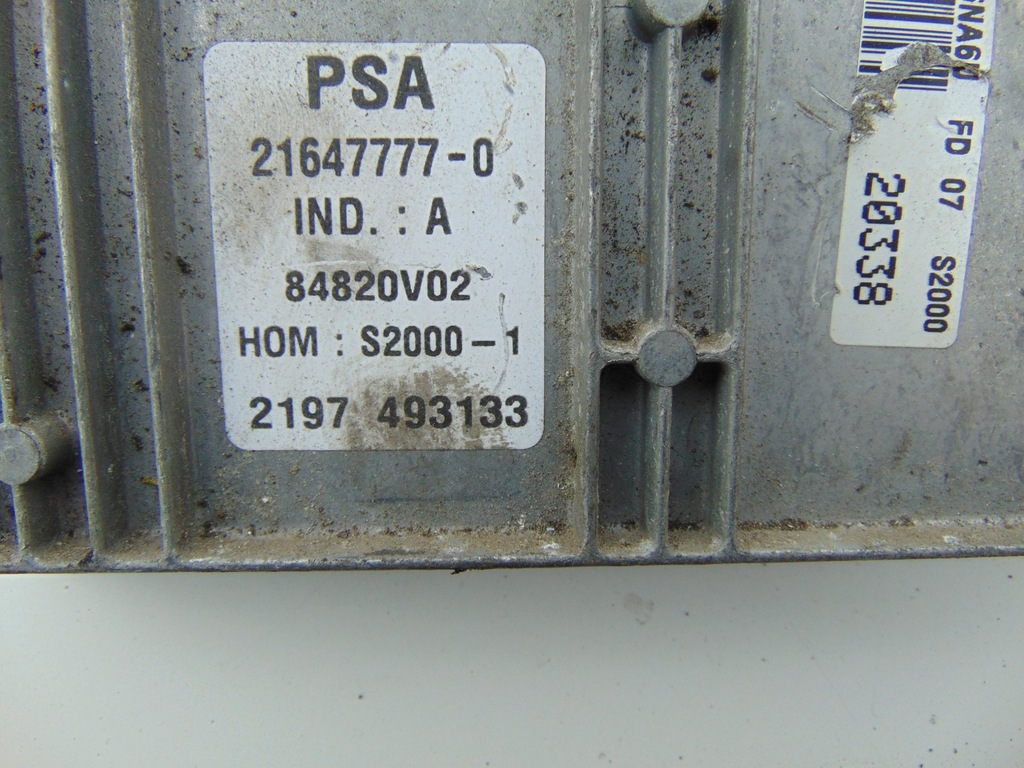 PSA
21647777-0
IND. : A
84820V02
HOM : S2000-1
2197 493133
FD 07 S2000
20338